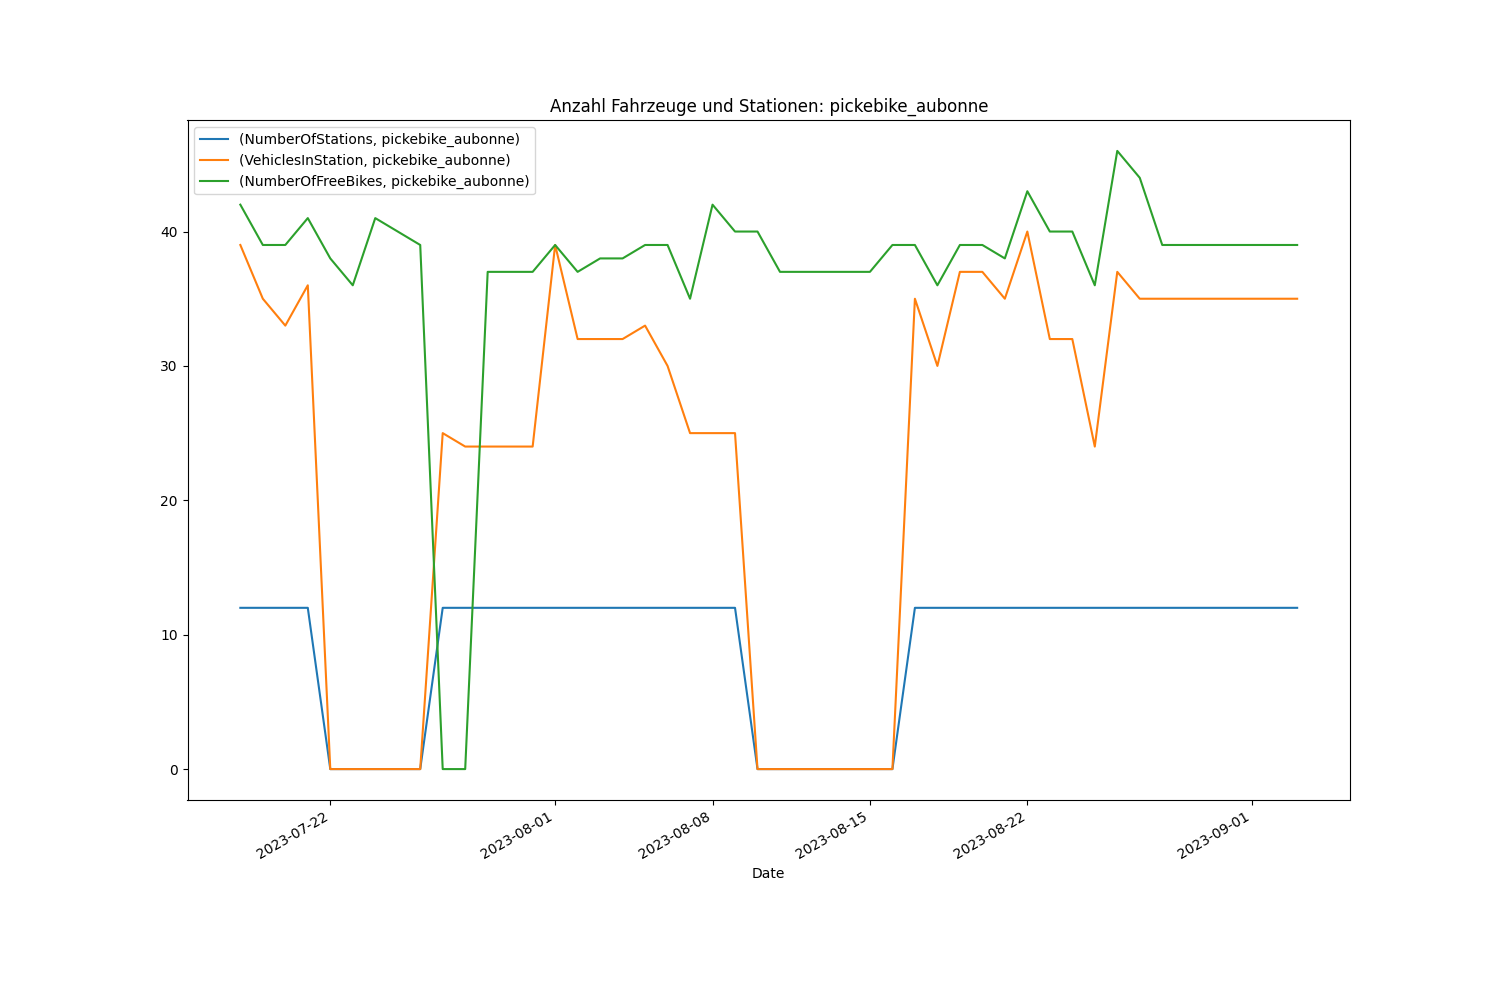 Anzahl Fahrzeuge und Stationen: pickebike_aubonne
(NumberOfStations, pickebike_aubonne)
(VehiclesInStation, pickebike_aubonne)
(NumberOfFreeBikes, pickebike_aubonne)
40
30
20
10
0
2023-07-22
2023-08-01
2023-08-08
2023-08-15
2023-08-22
2023-09-01
Date